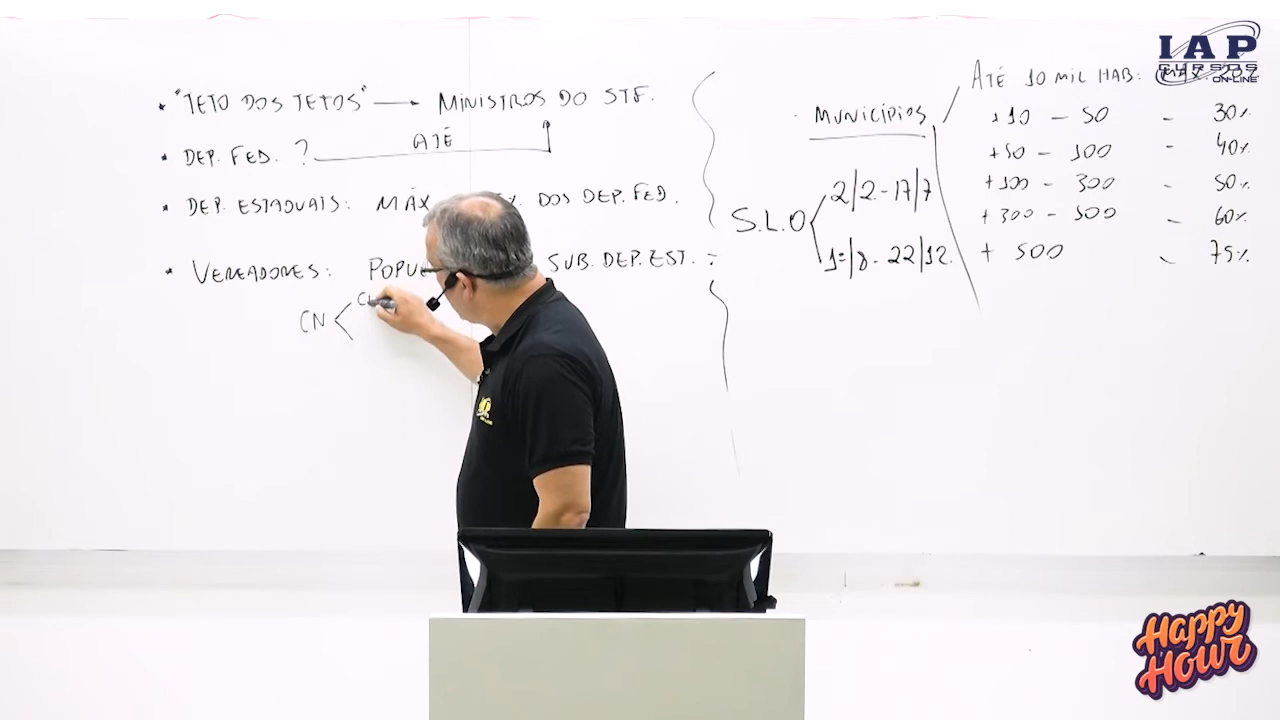 • "TETO DOS TETOS" → MINISTROS DO STF.
• DEP. FED. ? ATÉ
• DEP. ESTADUAIS: MÁX %. DOS DEP. FED.
• VEREADORES: SUB. DEP. EST. :
CN <
S.L.O
2/2 - 17/7
1º/8 - 22/12.
• MUNICÍPIOS
ATÉ 10 MIL HAB:
+10 - 50 - 30%
+50 - 100 - 40%
+100 - 300 - 50%
+300 - 500 - 60%
+ 500 - 75%
IAP
CURSOS
ON-LINE
Happy
Hour